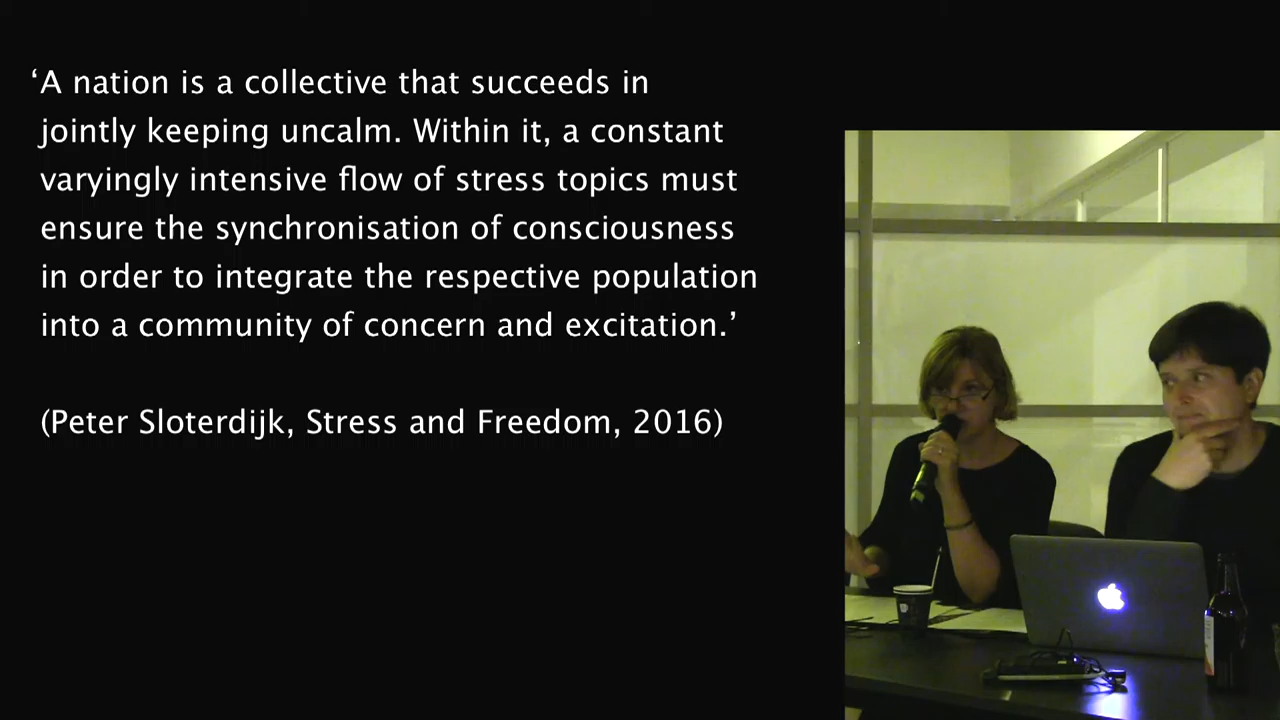 ‘A nation is a collective that succeeds in
jointly keeping uncalm. Within it, a constant
varyingly intensive flow of stress topics must
ensure the synchronisation of consciousness
in order to integrate the respective population
into a community of concern and excitation.’
(Peter Sloterdijk, Stress and Freedom, 2016)